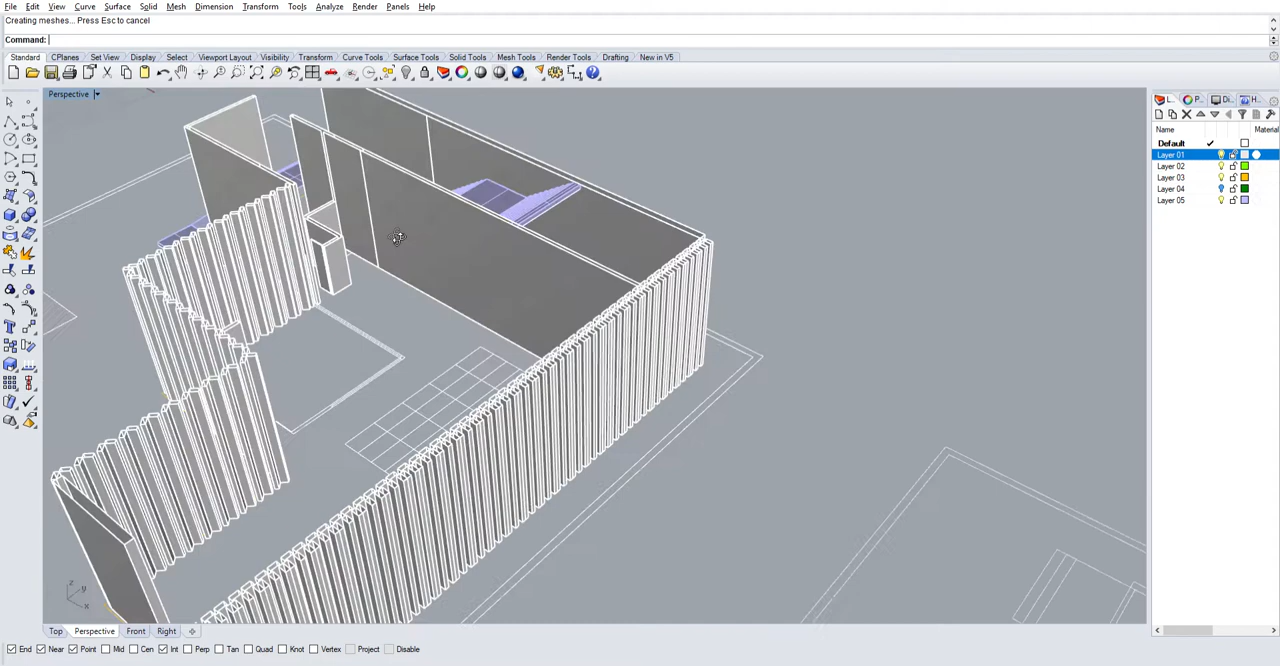 File Edit View Curve Surface Solid Mesh Dimension Transform Tools Analyze Render Panels Help
Creating meshes... Press Esc to cancel
Command:
Standard CPlanes Set View Display Select Viewport Layout Visibility Transform Curve Tools Surface Tools Solid Tools Mesh Tools Render Tools Drafting New in V5
Perspective
L... P... Di... H...
Name Material
Default
Layer 01
Layer 02
Layer 03
Layer 04
Layer 05
z y x
Top Perspective Front Right
End Near Point Mid Cen Int Perp Tan Quad Knot Vertex Project Disable